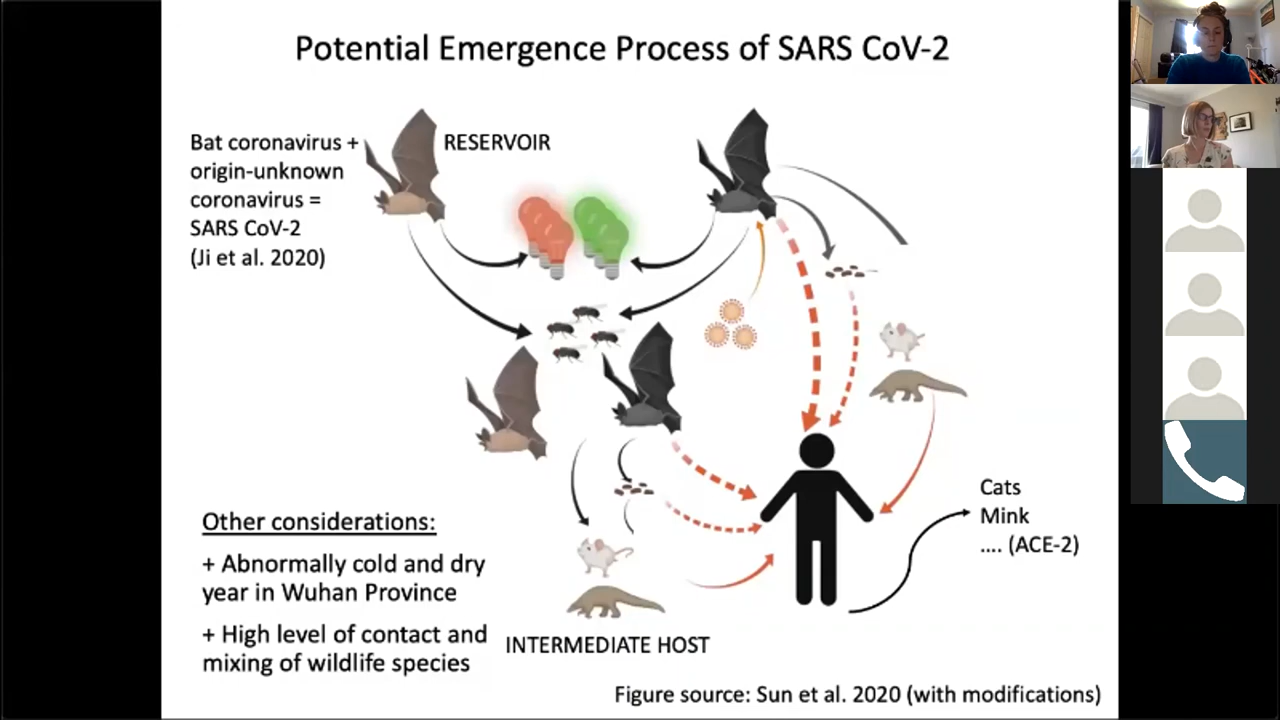 Potential Emergence Process of SARS CoV-2
Bat coronavirus +
origin-unknown
coronavirus =
SARS CoV-2
(Ji et al. 2020)
RESERVOIR
Cats
Mink
.... (ACE-2)
Other considerations:
+ Abnormally cold and dry
year in Wuhan Province
+ High level of contact and
mixing of wildlife species
INTERMEDIATE HOST
Figure source: Sun et al. 2020 (with modifications)